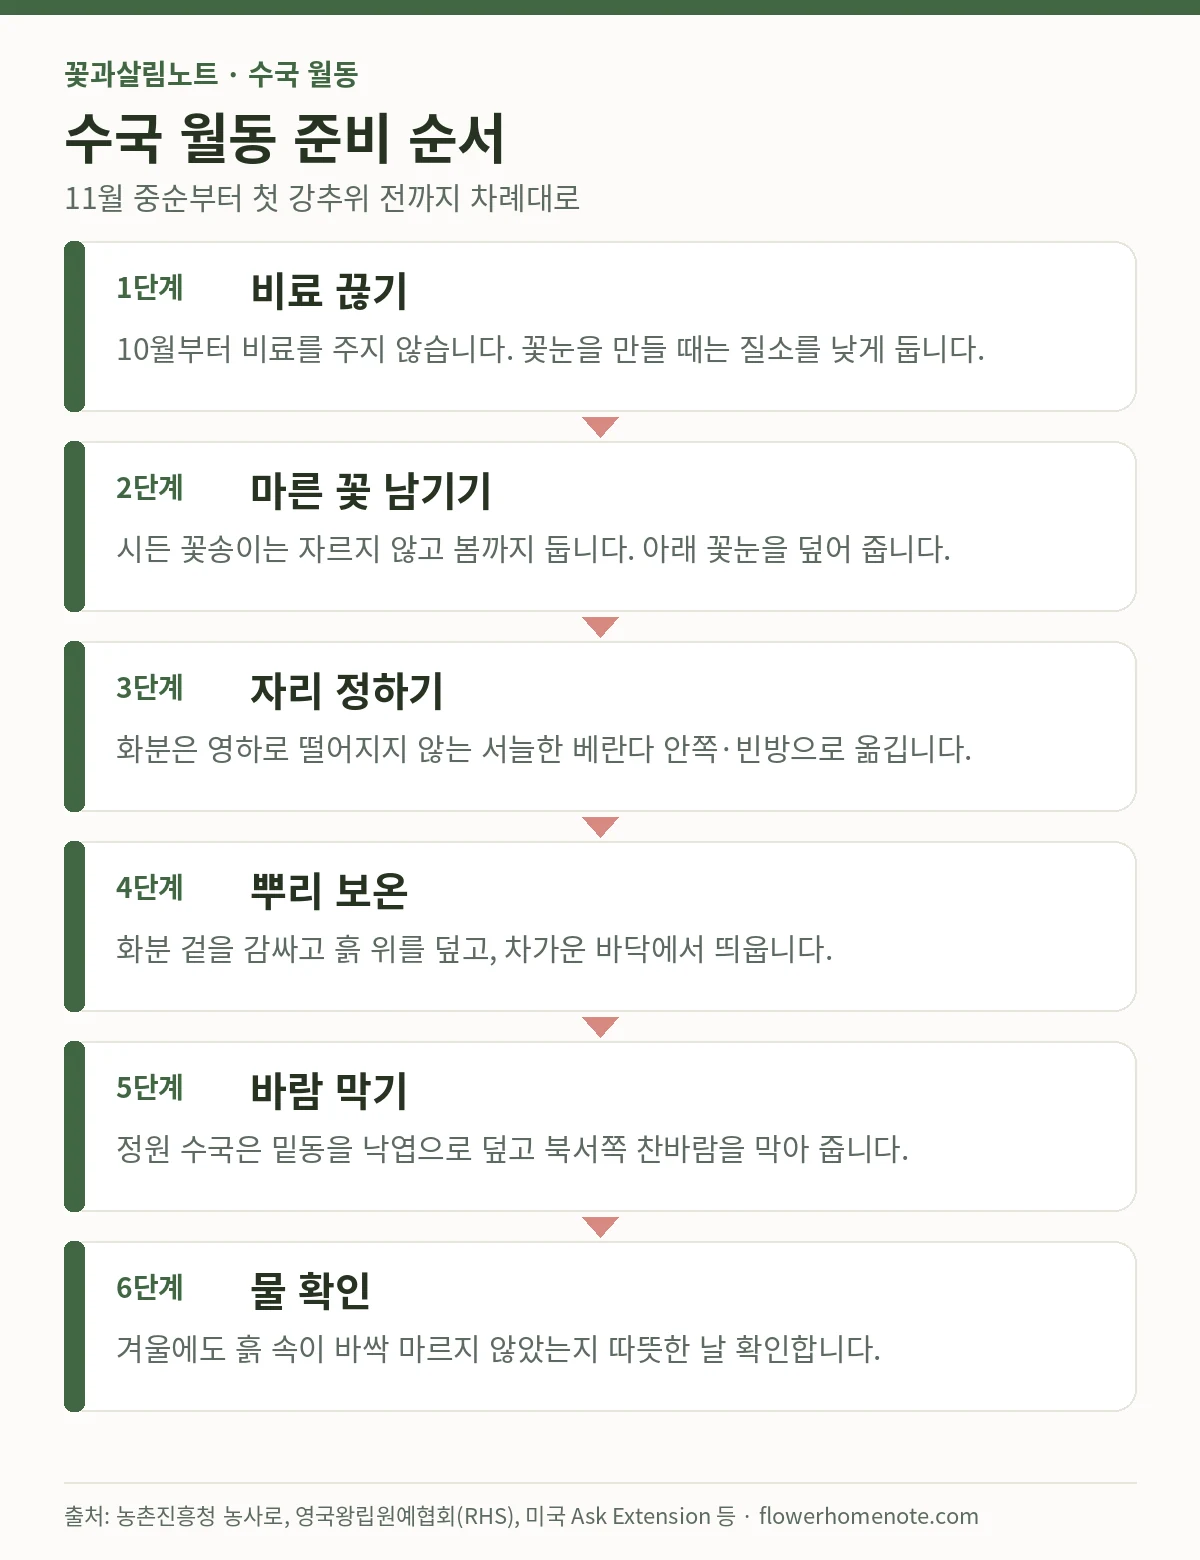 꽃과살림노트 · 수국 월동
수국 월동 준비 순서
11월 중순부터 첫 강추위 전까지 차례대로
1단계 비료 끊기
10월부터 비료를 주지 않습니다. 꽃눈을 만들 때는 질소를 낮게 둡니다.
2단계 마른 꽃 남기기
시든 꽃송이는 자르지 않고 봄까지 둡니다. 아래 꽃눈을 덮어 줍니다.
3단계 자리 정하기
화분은 영하로 떨어지지 않는 서늘한 베란다 안쪽·빈방으로 옮깁니다.
4단계 뿌리 보온
화분 겉을 감싸고 흙 위를 덮고, 차가운 바닥에서 띄웁니다.
5단계 바람 막기
정원 수국은 밑동을 낙엽으로 덮고 북서쪽 찬바람을 막아 줍니다.
6단계 물 확인
겨울에도 흙 속이 바싹 마르지 않았는지 따뜻한 날 확인합니다.
출처: 농촌진흥청 농사로, 영국왕립원예협회(RHS), 미국 Ask Extension 등 · flowerhomenote.com